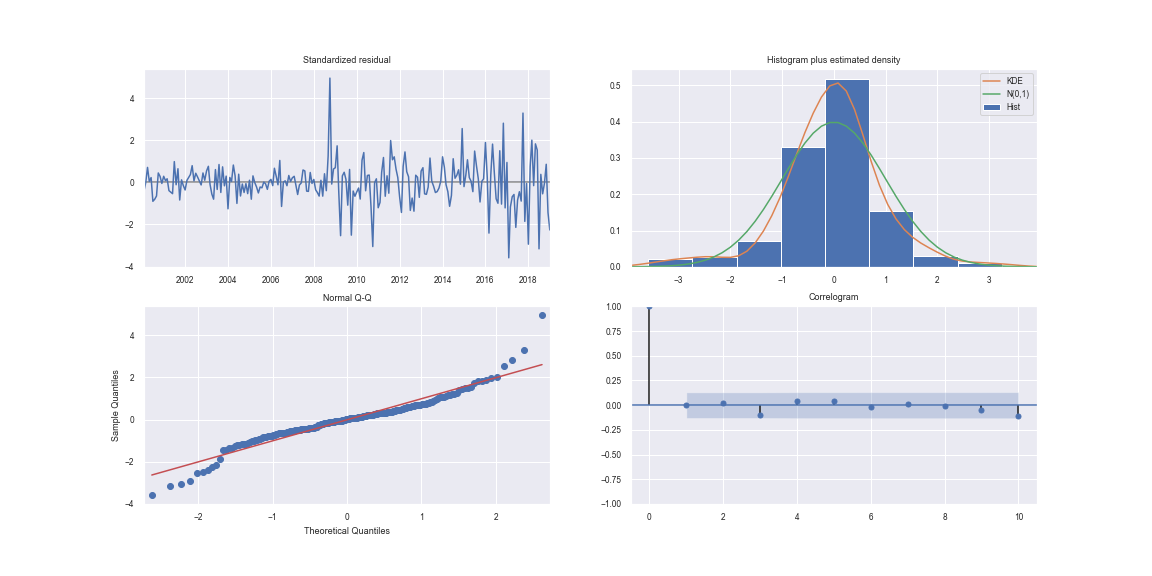 Standardized residual
4
2
0
−2
−4
2002 2004 2006 2008 2010 2012 2014 2016 2018
Histogram plus estimated density
KDE
N(0,1)
Hist
0.5
0.4
0.3
0.2
0.1
0.0
−3 −2 −1 0 1 2 3
Normal Q-Q
Sample Quantiles
4
2
0
−2
−4
−2 −1 0 1 2
Theoretical Quantiles
Correlogram
1.00
0.75
0.50
0.25
0.00
−0.25
−0.50
−0.75
−1.00
0 2 4 6 8 10